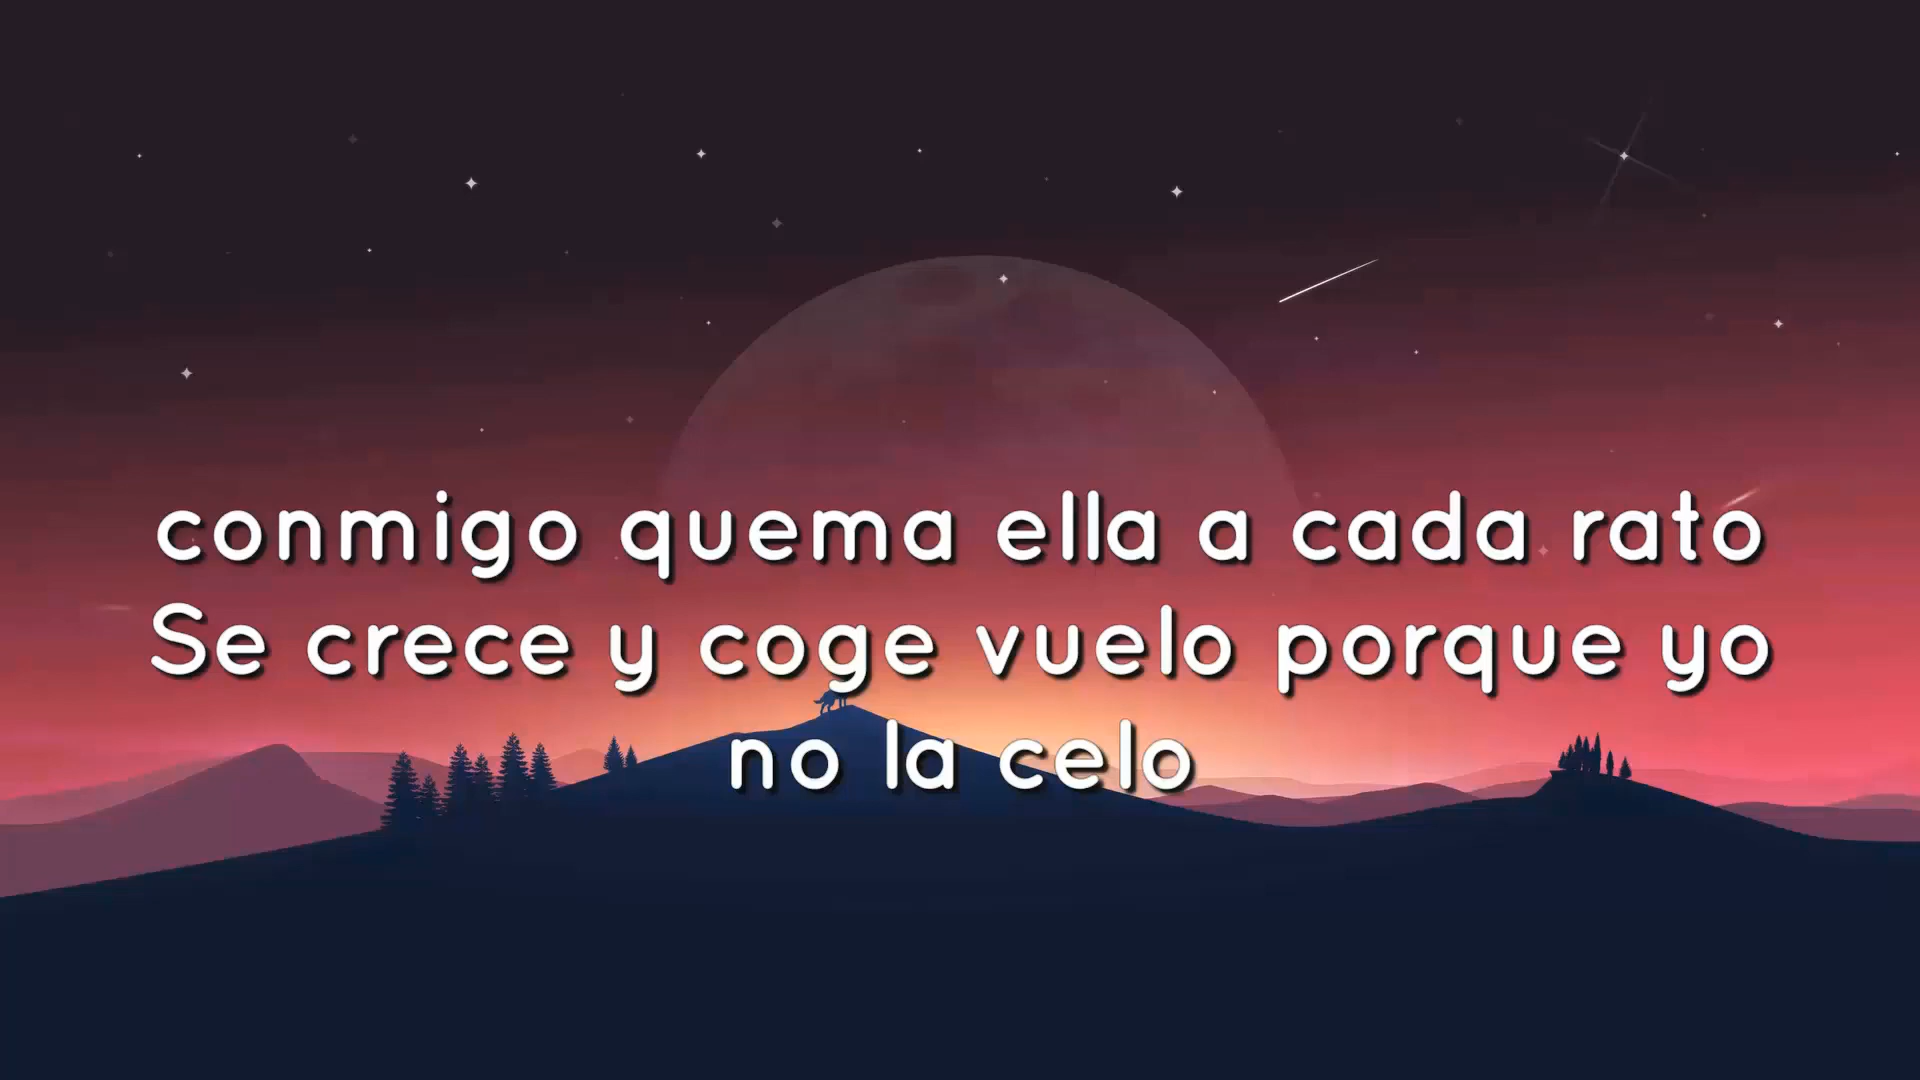 conmigo quema ella a cada rato
Se crece y coge vuelo porque yo
no la celo